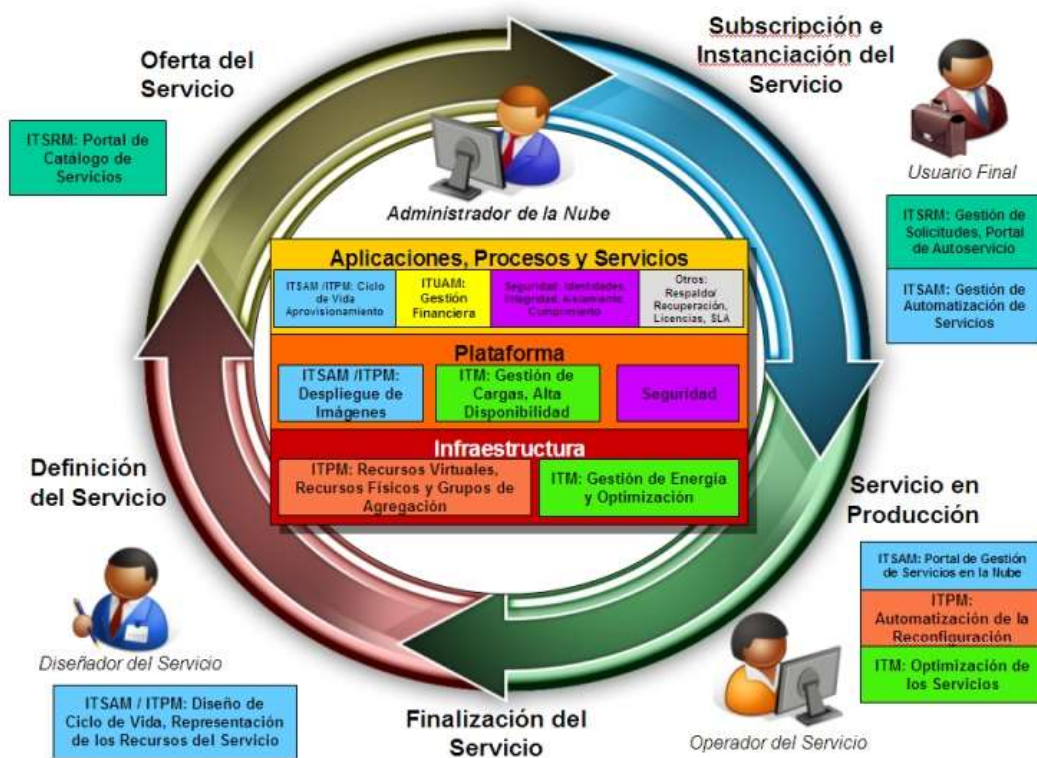 Oferta del
Servicio
ITSRM: Portal de
Catálogo de
Servicios
Subscripción e
Instanciación del
Servicio
Usuario Final
ITSRM: Gestión de
Solicitudes, Portal
de Autoservicio
ITSAM: Gestión de
Automatización de
Servicios
Administrador de la Nube
Aplicaciones, Procesos y Servicios
ITSAM /ITPM: Ciclo
de Vida
Aprovisionamiento
ITUAM:
Gestión
Financiera
Seguridad: Identidades,
Integridad, Aislamiento,
Cumplimiento
Otros:
Respaldo/
Recuperación,
Licencias, SLA
Plataforma
ITSAM /ITPM:
Despliegue de
Imágenes
ITM: Gestión de
Cargas, Alta
Disponibilidad
Seguridad
Infraestructura
ITPM: Recursos Virtuales,
Recursos Físicos y Grupos de
Agregación
ITM: Gestión de Energía
y Optimización
Definición
del Servicio
Diseñador del Servicio
ITSAM / ITPM: Diseño de
Ciclo de Vida, Representación
de los Recursos del Servicio
Servicio en
Producción
ITSAM: Portal de Gestión
de Servicios en la Nube
ITPM:
Automatización de la
Reconfiguración
ITM: Optimización de
los Servicios
Operador del Servicio
Finalización del
Servicio